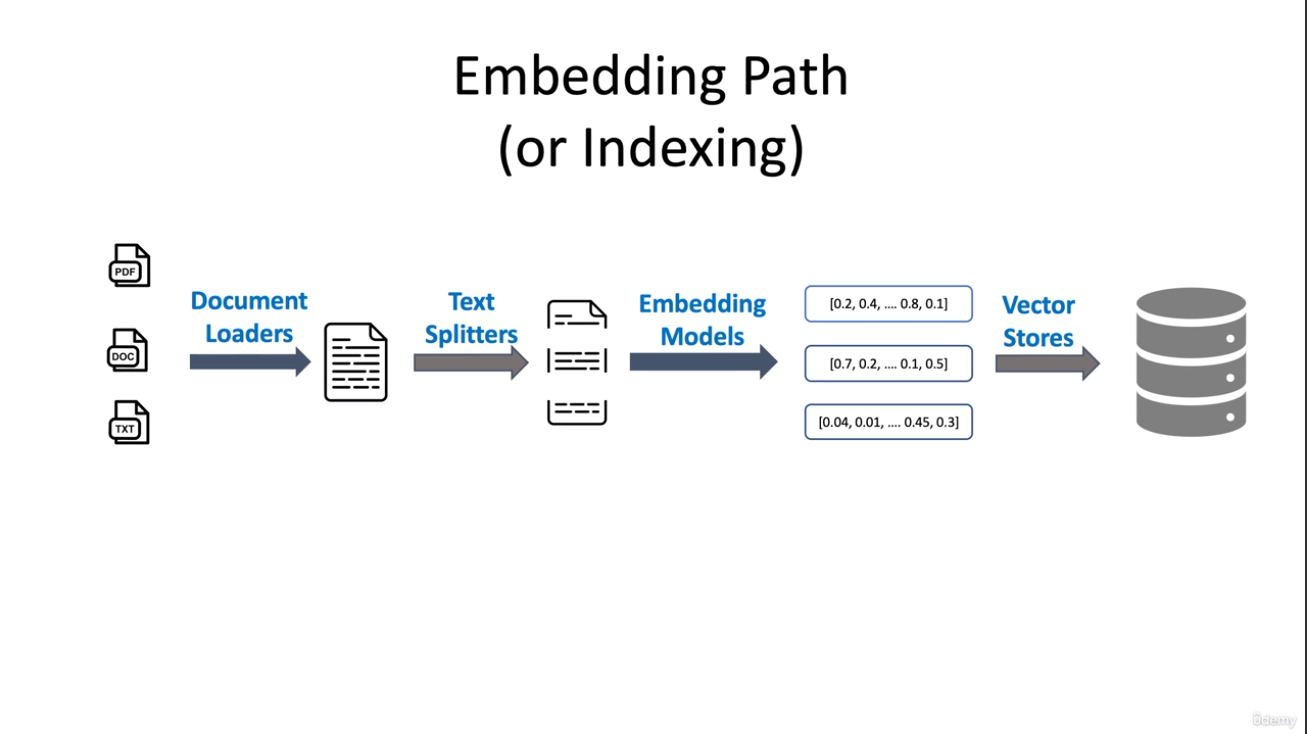 Embedding Path
(or Indexing)
PDF
DOC
TXT
Document
Loaders
Text
Splitters
Embedding
Models
[0.2, 0.4, .... 0.8, 0.1]
[0.7, 0.2, .... 0.1, 0.5]
[0.04, 0.01, .... 0.45, 0.3]
Vector
Stores
ûdemy